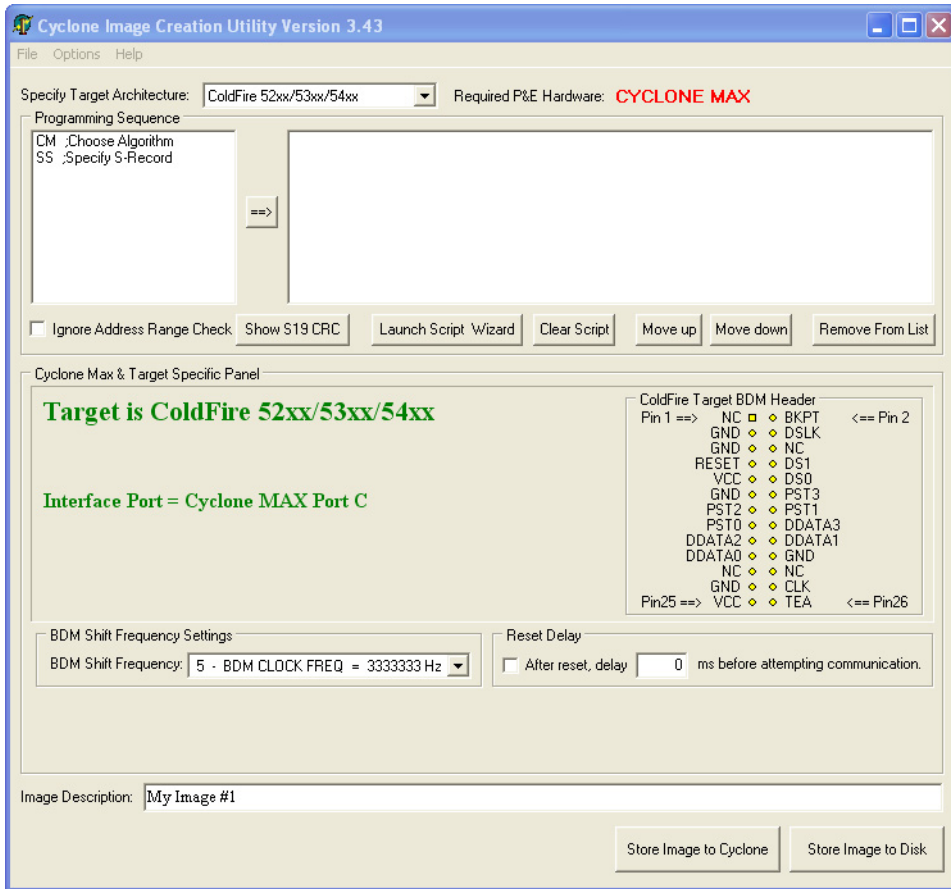 Cyclone Image Creation Utility Version 3.43
File Options Help
Specify Target Architecture: ColdFire 52xx/53xx/54xx Required P&E Hardware: CYCLONE MAX
Programming Sequence
CM ;Choose Algorithm
SS ;Specify S-Record
==>
Ignore Address Range Check Show S19 CRC Launch Script Wizard Clear Script Move up Move down Remove From List
Cyclone Max & Target Specific Panel
Target is ColdFire 52xx/53xx/54xx
Interface Port = Cyclone MAX Port C
ColdFire Target BDM Header
Pin 1 ==> NC BKPT <== Pin 2
GND DSLK
GND NC
RESET DS1
VCC DS0
GND PST3
PST2 PST1
PST0 DDATA3
DDATA2 DDATA1
DDATA0 GND
NC NC
GND CLK
Pin25 ==> VCC TEA <== Pin26
BDM Shift Frequency Settings
BDM Shift Frequency: 5 - BDM CLOCK FREQ = 3333333 Hz
Reset Delay
After reset, delay 0 ms before attempting communication.
Image Description: My Image #1
Store Image to Cyclone Store Image to Disk